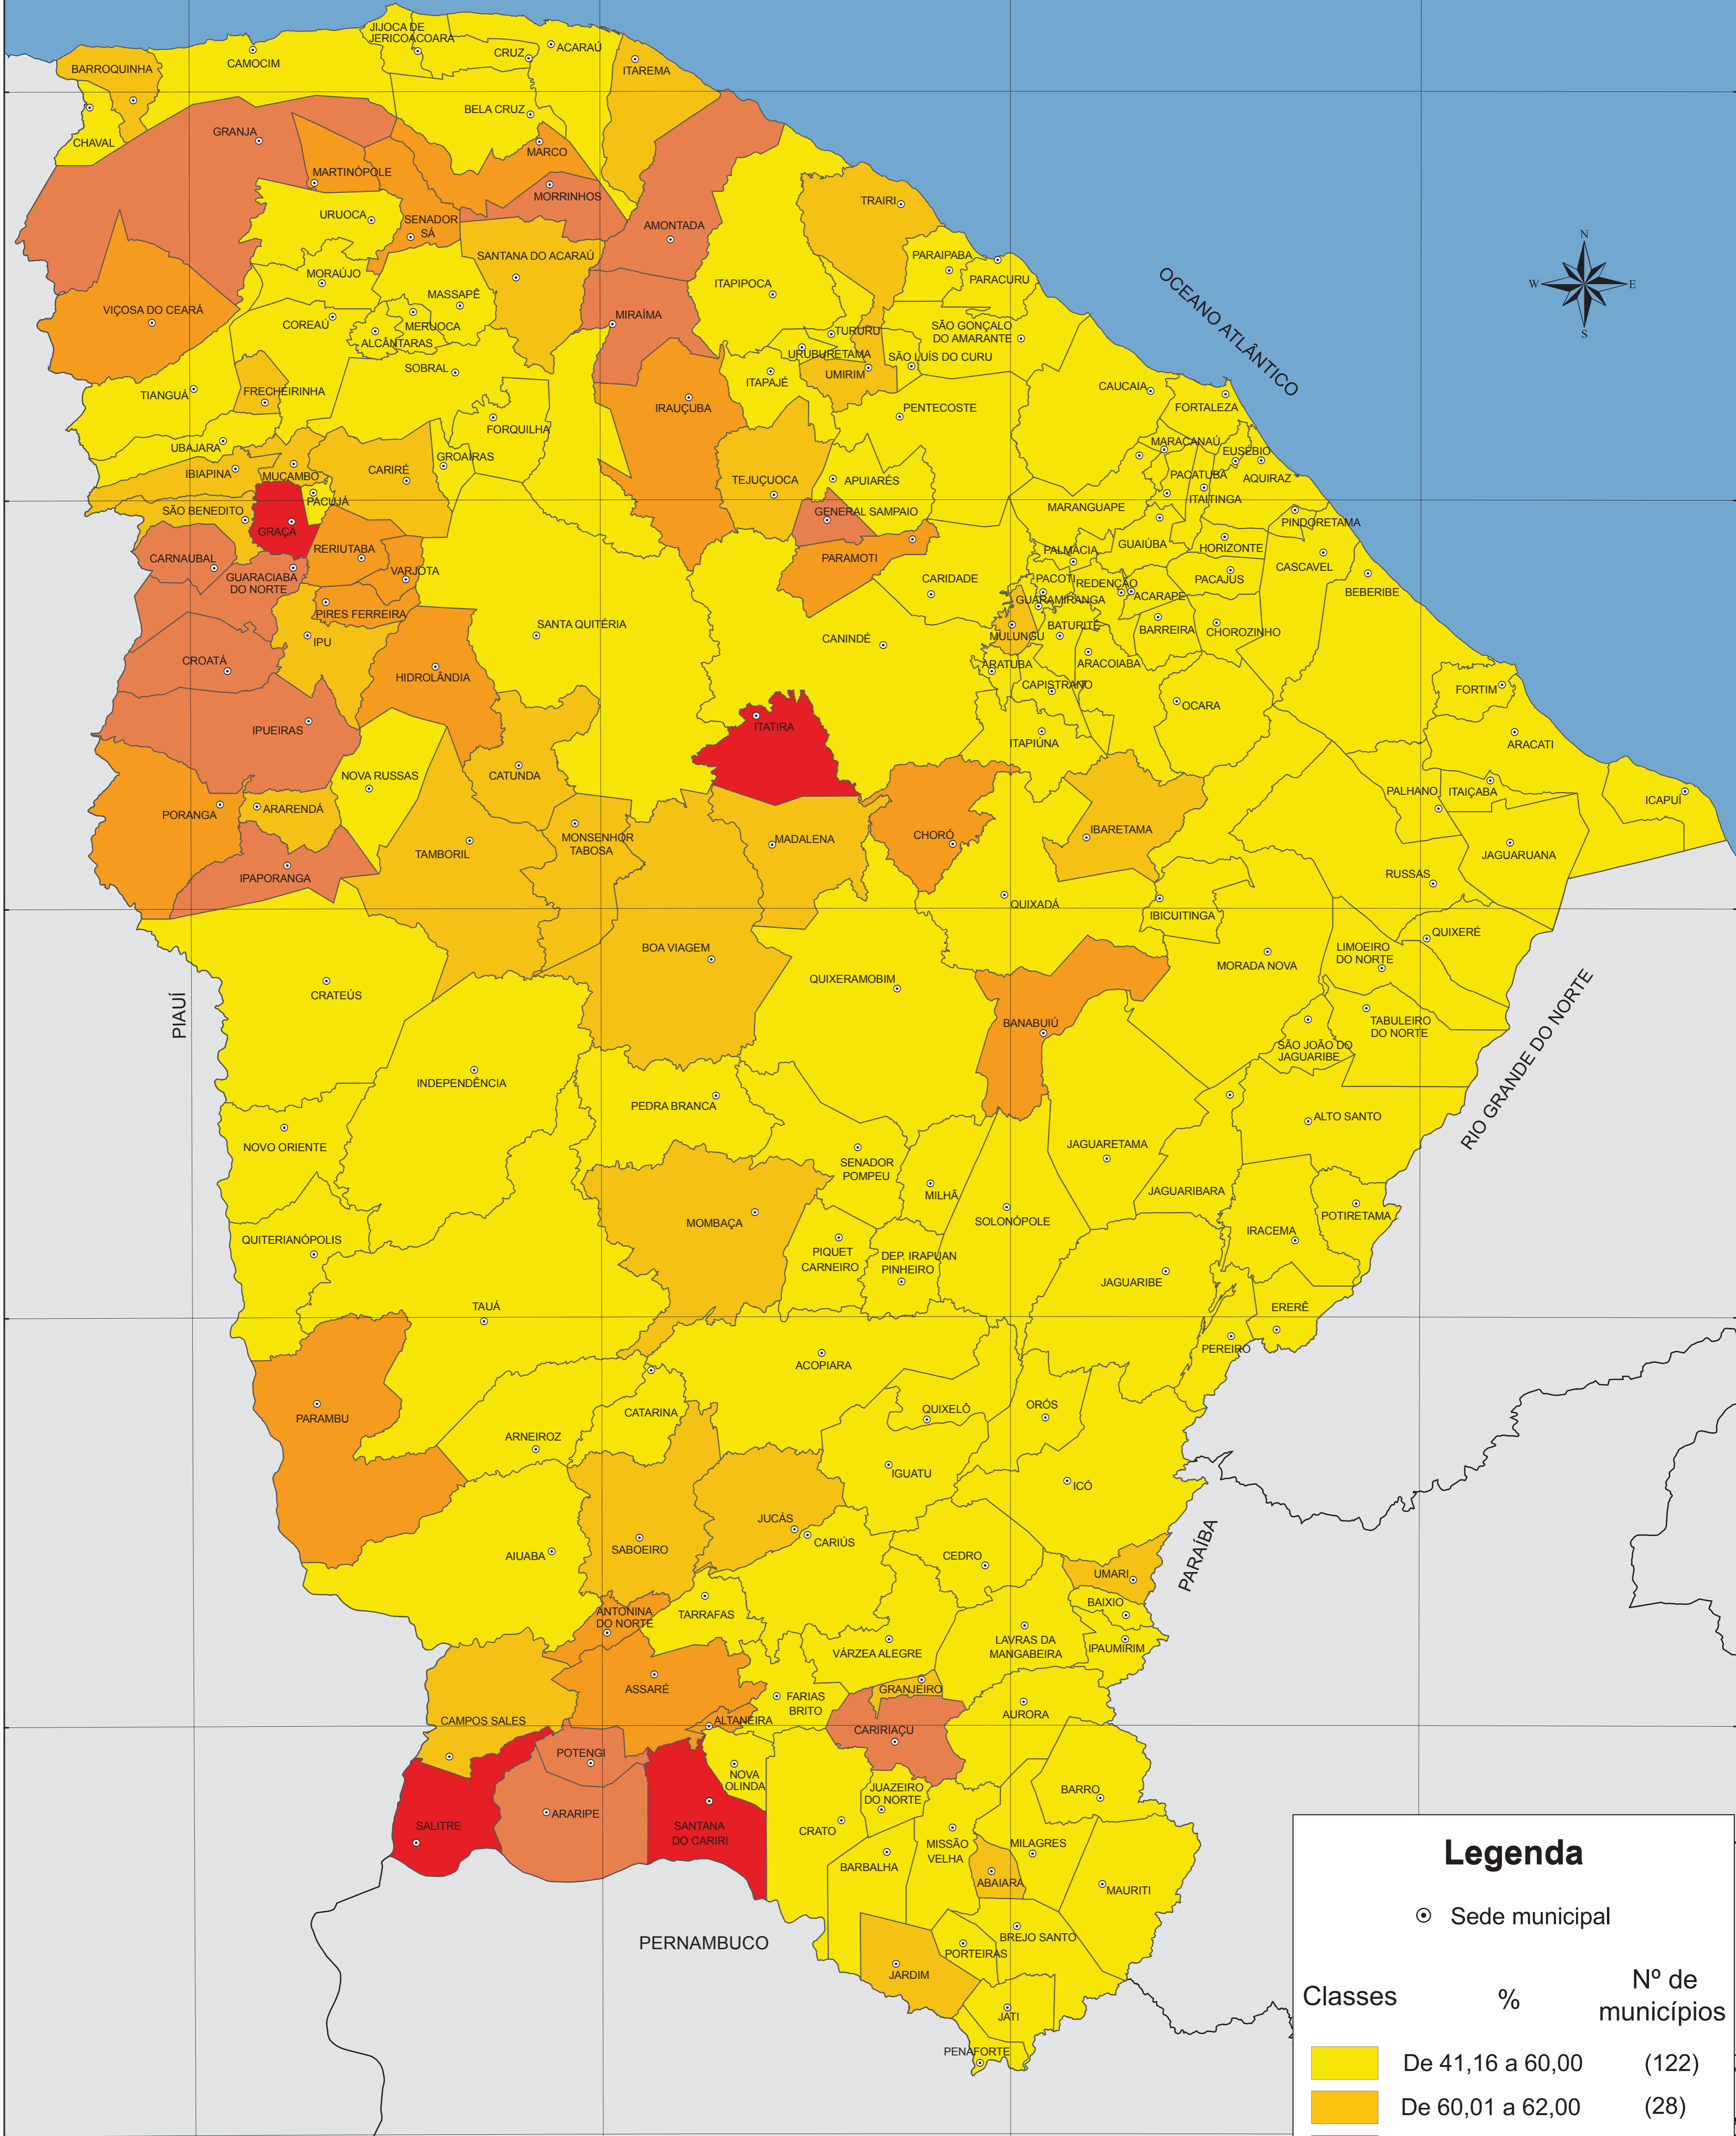 JIJOCA DE
JERICOACOARA
CRUZ
ACARAÚ
BARROQUINHA
CAMOCIM
ITAREMA
BELA CRUZ
CHAVAL
GRANJA
MARCO
MARTINÓPOLE
MORRINHOS
URUOCA
SENADOR
SÁ
AMONTADA
TRAIRI
N
W
E
S
SANTANA DO ACARAÚ
PARAIPABA
MORAÚJO
ITAPIPOCA
PARACURU
OCEANO ATLÂNTICO
VIÇOSA DO CEARÁ
MASSAPÊ
COREAÚ
MERUOCA
MIRAÍMA
ALCÂNTARAS
TURURU
SÃO GONÇALO
DO AMARANTE
URUBURETAMA
SÃO LUÍS DO CURU
SOBRAL
ITAPAJÉ
UMIRIM
TIANGUÁ
FRECHEIRINHA
CAUCAIA
IRAUÇUBA
PENTECOSTE
FORTALEZA
FORQUILHA
UBAJARA
MARACANAÚ
GROAÍRAS
EUSÉBIO
IBIAPINA
MUCAMBO
CARIRÉ
TEJUÇUOCA
APUIARÉS
PACATUBA
AQUIRAZ
PACUJÁ
ITAITINGA
SÃO BENEDITO
GENERAL SAMPAIO
MARANGUAPE
PINDORETAMA
GRAÇA
RERIUTABA
CARNAUBAL
PARAMOTI
PALMÁCIA
GUAIÚBA
HORIZONTE
GUARACIABA
DO NORTE
VARJOTA
CARIDADE
PACOTI
REDENÇÃO
PACAJUS
CASCAVEL
BEBERIBE
PIRES FERREIRA
GUARAMIRANGA
ACARAPE
SANTA QUITÉRIA
CANINDÉ
MULUNGU
BATURITÉ
BARREIRA
CHOROZINHO
IPU
CROATÁ
HIDROLÂNDIA
ARATUBA
ARACOIABA
CAPISTRANO
OCARA
FORTIM
IPUEIRAS
ITATIRA
ITAPIÚNA
ARACATI
NOVA RUSSAS
CATUNDA
PALHANO
ITAIÇABA
ICAPUÍ
PORANGA
ARARENDÁ
MONSENHOR
TABOSA
MADALENA
CHORÓ
IBARETAMA
TAMBORIL
JAGUARUANA
IPAPORANGA
RUSSAS
QUIXADÁ
IBICUITINGA
BOA VIAGEM
QUIXERÉ
LIMOEIRO
DO NORTE
MORADA NOVA
CRATEÚS
QUIXERAMOBIM
PIAUÍ
BANABUIÚ
TABULEIRO
DO NORTE
SÃO JOÃO DO
JAGUARIBE
RIO GRANDE DO NORTE
INDEPENDÊNCIA
PEDRA BRANCA
ALTO SANTO
NOVO ORIENTE
JAGUARETAMA
SENADOR
POMPEU
MILHÃ
JAGUARIBARA
MOMBAÇA
SOLONÓPOLE
POTIRETAMA
IRACEMA
QUITERIANÓPOLIS
PIQUET
CARNEIRO
DEP. IRAPUAN
PINHEIRO
JAGUARIBE
TAUÁ
ERERÊ
PEREIRO
ACOPIARA
PARAMBU
CATARINA
QUIXELÔ
ORÓS
ARNEIROZ
IGUATU
ICÓ
JUCÁS
CARIÚS
SABOEIRO
AIUABA
CEDRO
UMARI
PARAÍBA
ANTONINA
DO NORTE
TARRAFAS
BAIXIO
VÁRZEA ALEGRE
LAVRAS DA
MANGABEIRA
IPAUMIRIM
ASSARÉ
GRANJEIRO
FARIAS
BRITO
AURORA
CAMPOS SALES
ALTANEIRA
CARIRIAÇU
POTENGI
NOVA
OLINDA
JUAZEIRO
DO NORTE
BARRO
ARARIPE
SALITRE
SANTANA
DO CARIRI
CRATO
MISSÃO
VELHA
MILAGRES
BARBALHA
ABAIARA
MAURITI
PERNAMBUCO
BREJO SANTO
PORTEIRAS
JARDIM
JATI
PENAFORTE
Legenda
Sede municipal
Classes
%
Nº de
municípios
De 41,16 a 60,00
(122)
De 60,01 a 62,00
(28)